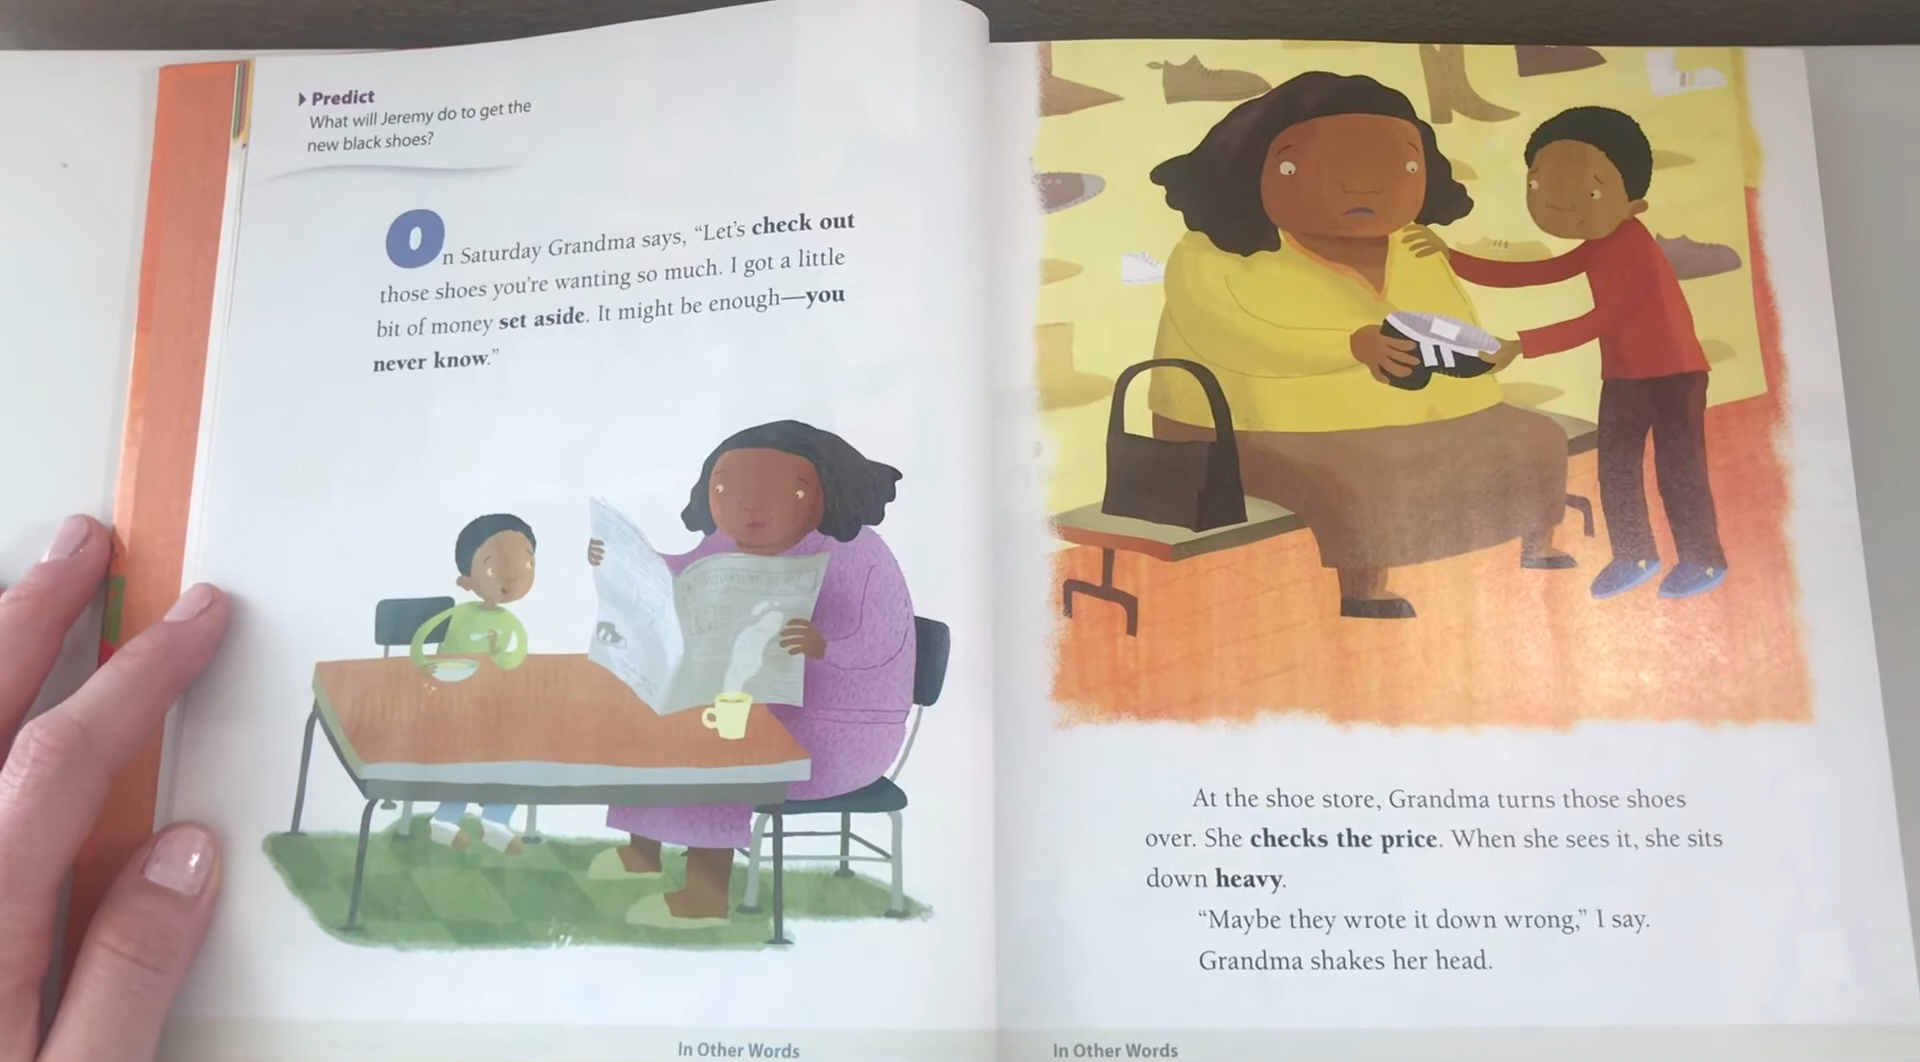 Predict
What will Jeremy do to get the
new black shoes?
On Saturday Grandma says, “Let’s check out
those shoes you’re wanting so much. I got a little
bit of money set aside. It might be enough—you
never know.”
In Other Words
At the shoe store, Grandma turns those shoes
over. She checks the price. When she sees it, she sits
down heavy.
“Maybe they wrote it down wrong,” I say.
Grandma shakes her head.
In Other Words